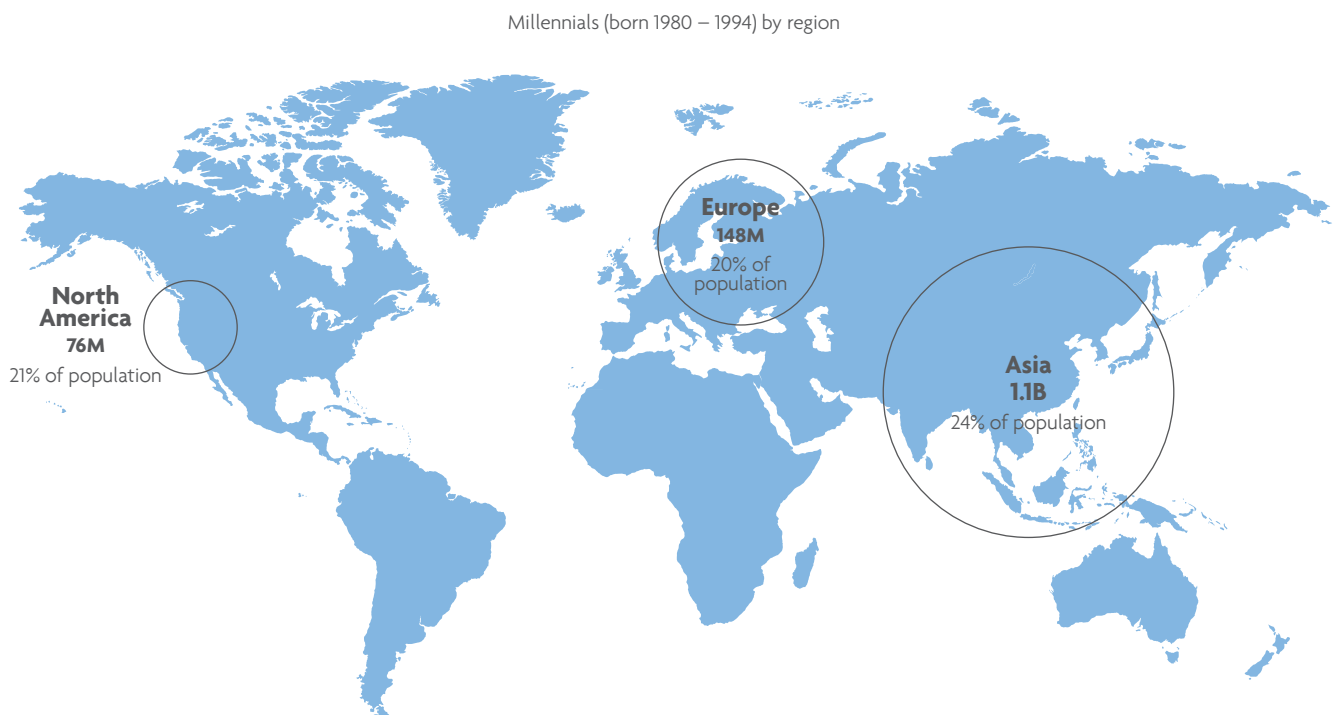 Millennials (born 1980 – 1994) by region
North
America
76M
21% of population
Europe
148M
20% of
population
Asia
1.1B
24% of population